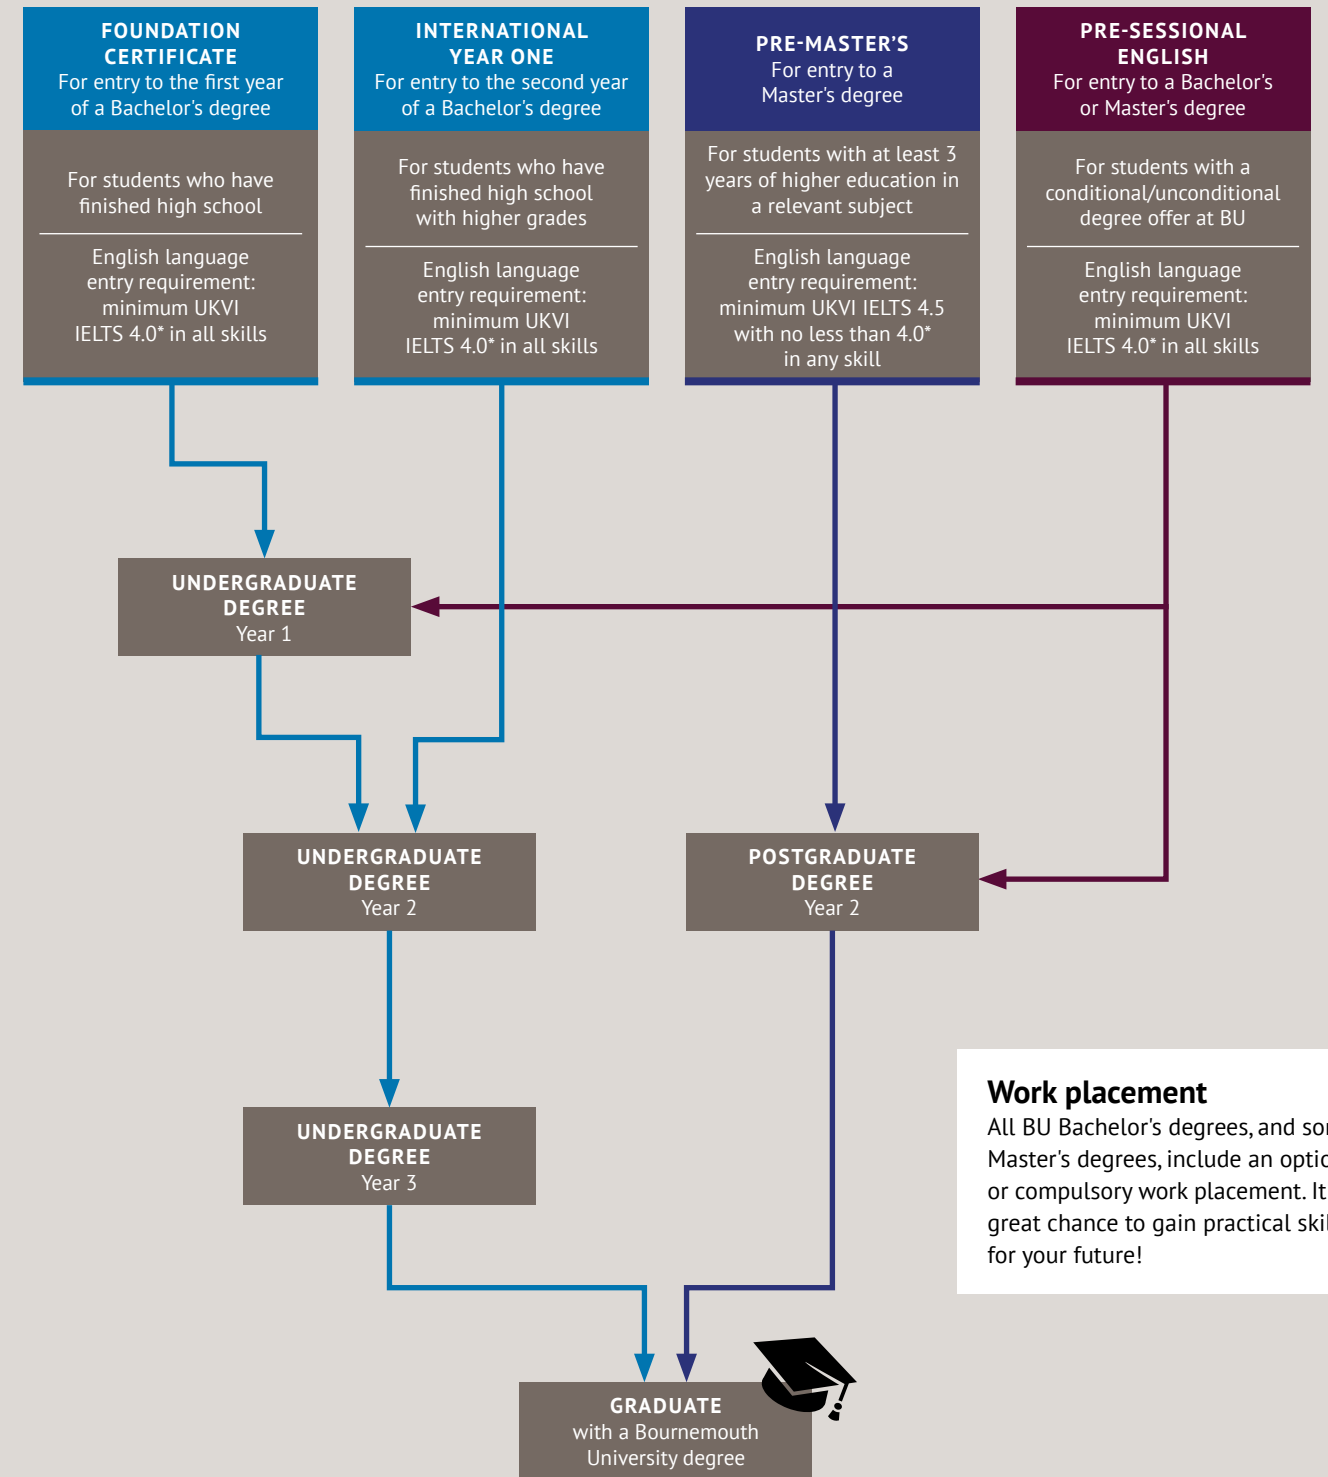 FOUNDATION
CERTIFICATE
For entry to the first year
of a Bachelor's degree
For students who have
finished high school
English language
entry requirement:
minimum UKVI
IELTS 4.0* in all skills
INTERNATIONAL
YEAR ONE
For entry to the second year
of a Bachelor's degree
For students who have
finished high school
with higher grades
English language
entry requirement:
minimum UKVI
IELTS 4.0* in all skills
PRE-MASTER’S
For entry to a
Master's degree
For students with at least 3
years of higher education in
a relevant subject
English language
entry requirement:
minimum UKVI IELTS 4.5
with no less than 4.0*
in any skill
PRE-SESSIONAL
ENGLISH
For entry to a Bachelor's
or Master's degree
For students with a
conditional/unconditional
degree offer at BU
English language
entry requirement:
minimum UKVI
IELTS 4.0* in all skills
UNDERGRADUATE
DEGREE
Year 1
UNDERGRADUATE
DEGREE
Year 2
POSTGRADUATE
DEGREE
Year 2
UNDERGRADUATE
DEGREE
Year 3
Work placement
All BU Bachelor's degrees, and
Master's degrees, include an
or compulsory work placement. It
great chance to gain practical
for your future!
GRADUATE
with a Bournemouth
University degree